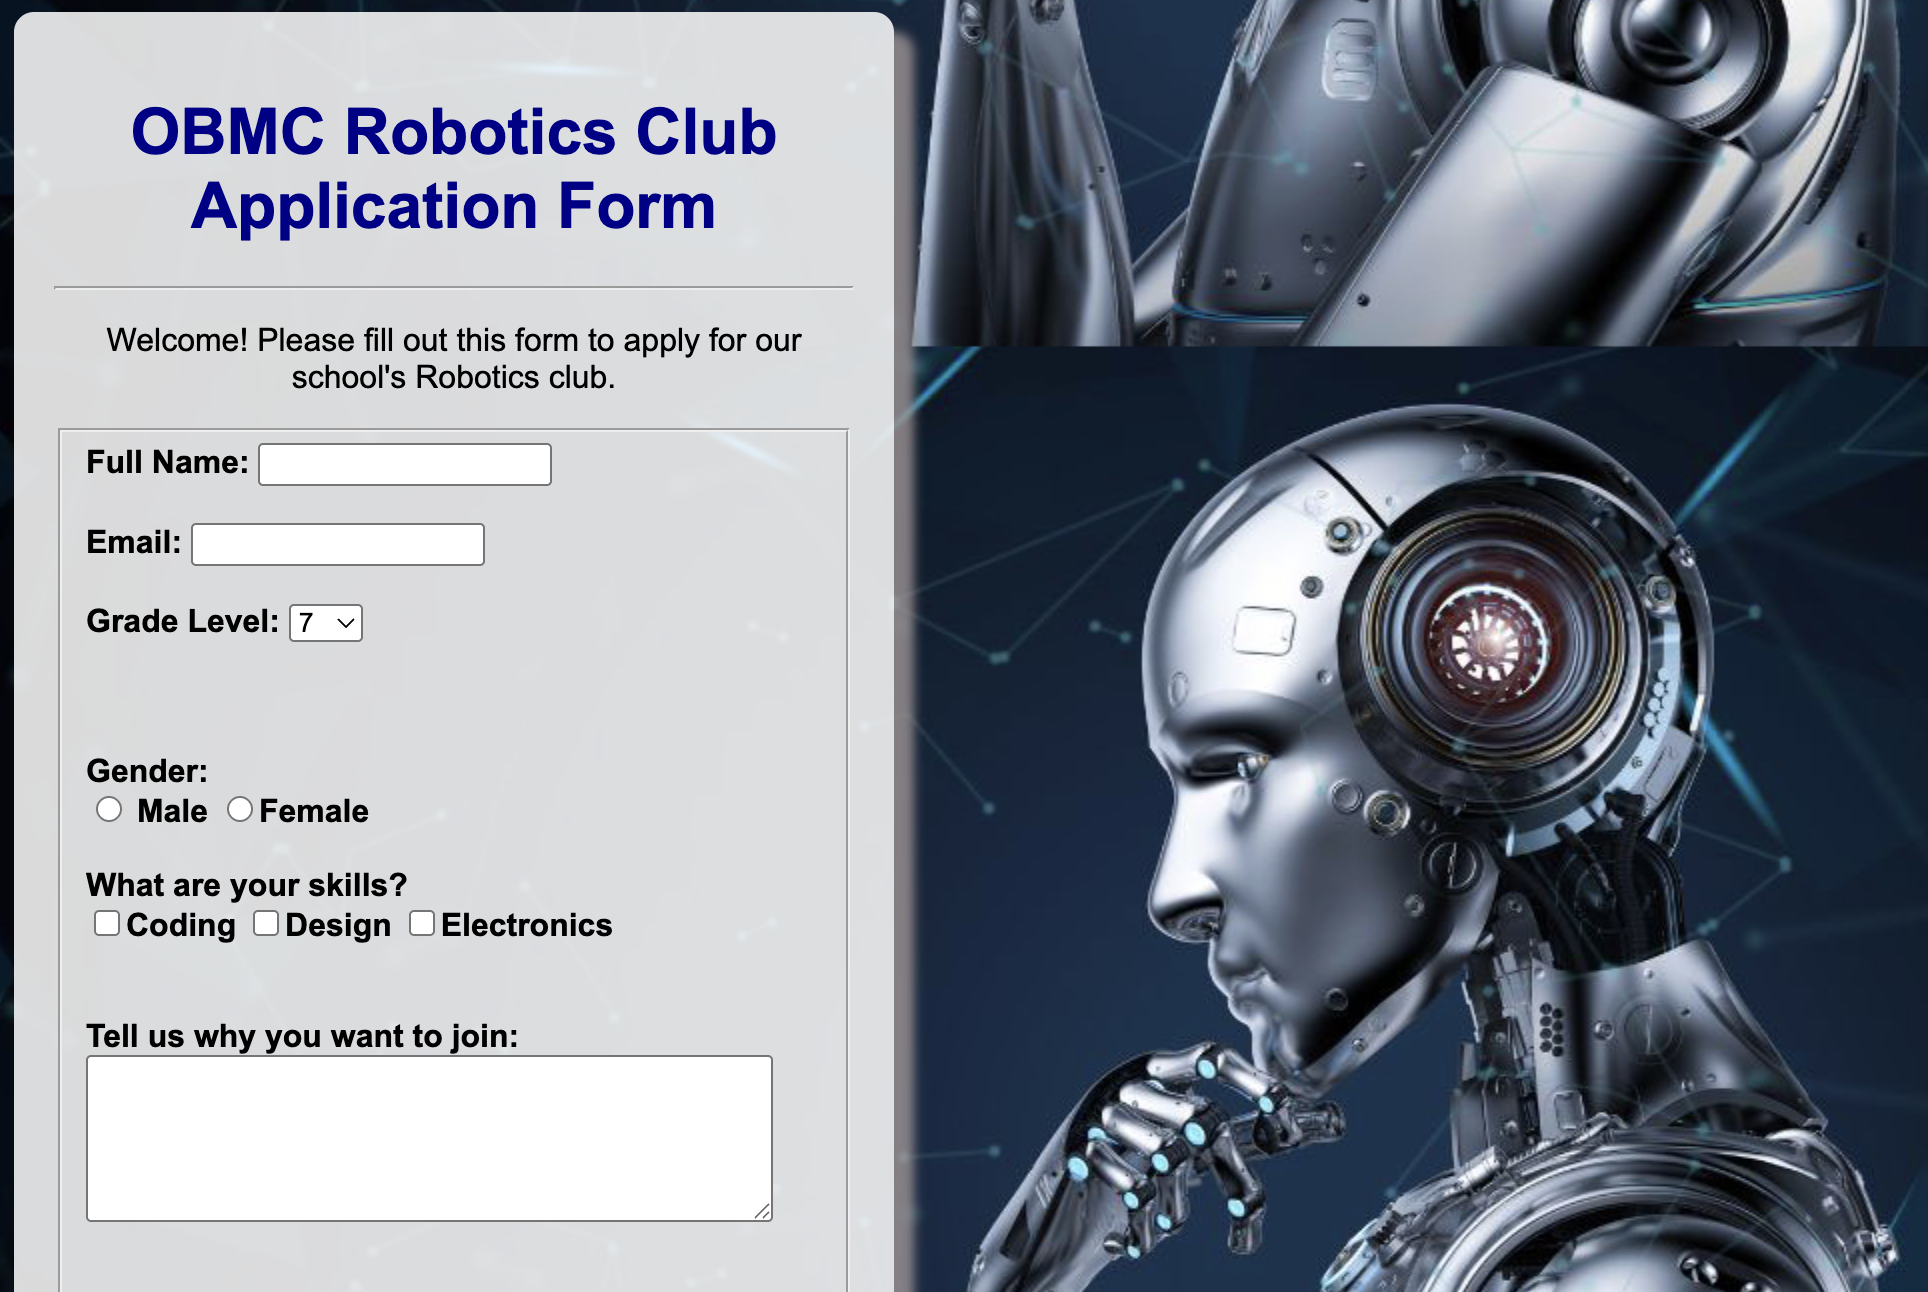 OBMC Robotics Club
Application Form
Welcome! Please fill out this form to apply for our
school's Robotics club.
Full Name:
Email:
Grade Level: 7
Gender:
Male Female
What are your skills?
Coding Design Electronics
Tell us why you want to join: